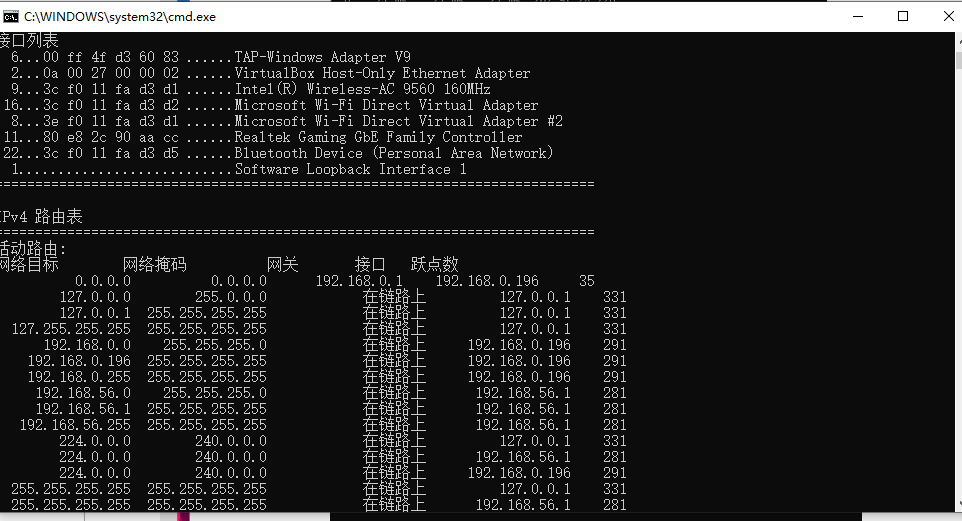 C:\WINDOWS\system32\cmd.exe
接口列表
6...00 ff 4f d3 60 83 ......TAP-Windows Adapter V9
2...0a 00 27 00 00 02 ......VirtualBox Host-Only Ethernet Adapter
9...3c f0 11 fa d3 d1 ......Intel(R) Wireless-AC 9560 160MHz
16...3c f0 11 fa d3 d2 ......Microsoft Wi-Fi Direct Virtual Adapter
8...3e f0 11 fa d3 d1 ......Microsoft Wi-Fi Direct Virtual Adapter #2
11...80 e8 2c 90 aa cc ......Realtek Gaming GbE Family Controller
22...3c f0 11 fa d3 d5 ......Bluetooth Device (Personal Area Network)
1...........................Software Loopback Interface 1
===========================================================================
IPv4 路由表
===========================================================================
活动路由:
网络目标 网络掩码 网关 接口 跃点数
0.0.0.0 0.0.0.0 192.168.0.1 192.168.0.196 35
127.0.0.0 255.0.0.0 在链路上 127.0.0.1 331
127.0.0.1 255.255.255.255 在链路上 127.0.0.1 331
127.255.255.255 255.255.255.255 在链路上 127.0.0.1 331
192.168.0.0 255.255.255.0 在链路上 192.168.0.196 291
192.168.0.196 255.255.255.255 在链路上 192.168.0.196 291
192.168.0.255 255.255.255.255 在链路上 192.168.0.196 291
192.168.56.0 255.255.255.0 在链路上 192.168.56.1 281
192.168.56.1 255.255.255.255 在链路上 192.168.56.1 281
192.168.56.255 255.255.255.255 在链路上 192.168.56.1 281
224.0.0.0 240.0.0.0 在链路上 127.0.0.1 331
224.0.0.0 240.0.0.0 在链路上 192.168.56.1 281
224.0.0.0 240.0.0.0 在链路上 192.168.0.196 291
255.255.255.255 255.255.255.255 在链路上 127.0.0.1 331
255.255.255.255 255.255.255.255 在链路上 192.168.56.1 281